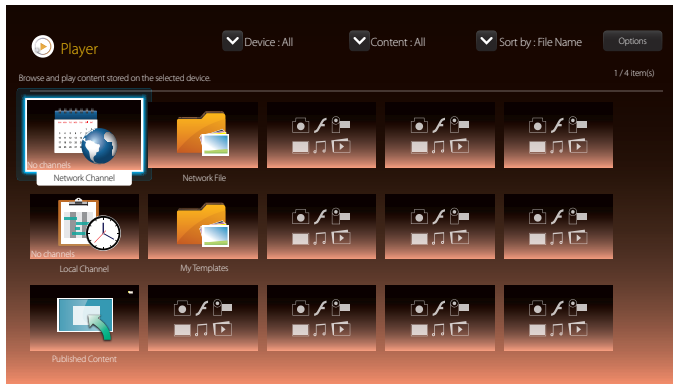 Player
Device : All
Content : All
Sort by : File Name
Options
Browse and play content stored on the selected device.
1 / 4 item(s)
No channels
Network Channel
Network File
No channels
Local Channel
My Templates
Published Content